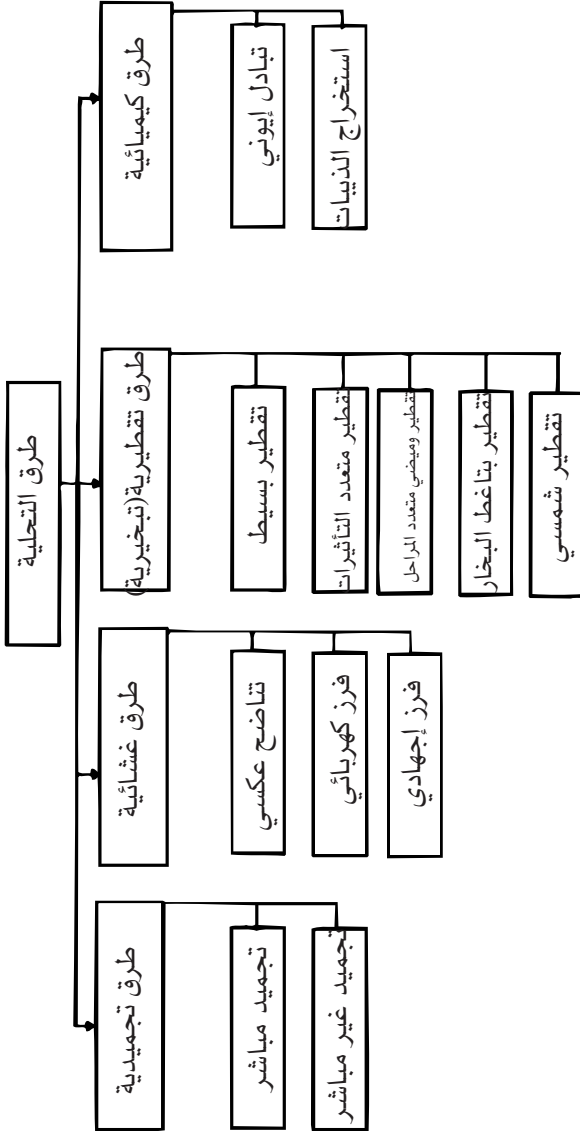 طرق التحلية
طرق كيميائية
تبادل إيوني
استخراج الذيبات
طرق تقطيرية(تبخيرية)
تقطير بسيط
تقطير متعدد التأثيرات
تقطير وميضي متعدد المراحل
تقطير بتاغط البخار
تقطير شمسي
طرق غشائية
تناضح عكسي
فرز كهربائي
فرز إجهادي
طرق تجميدية
تجميد مباشر
تجميد غير مباشر